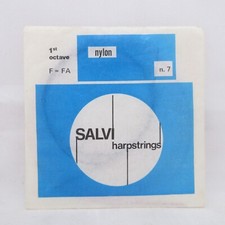 1st
octave
nylon
F = FA
n. 7
SALVI
harpstrings